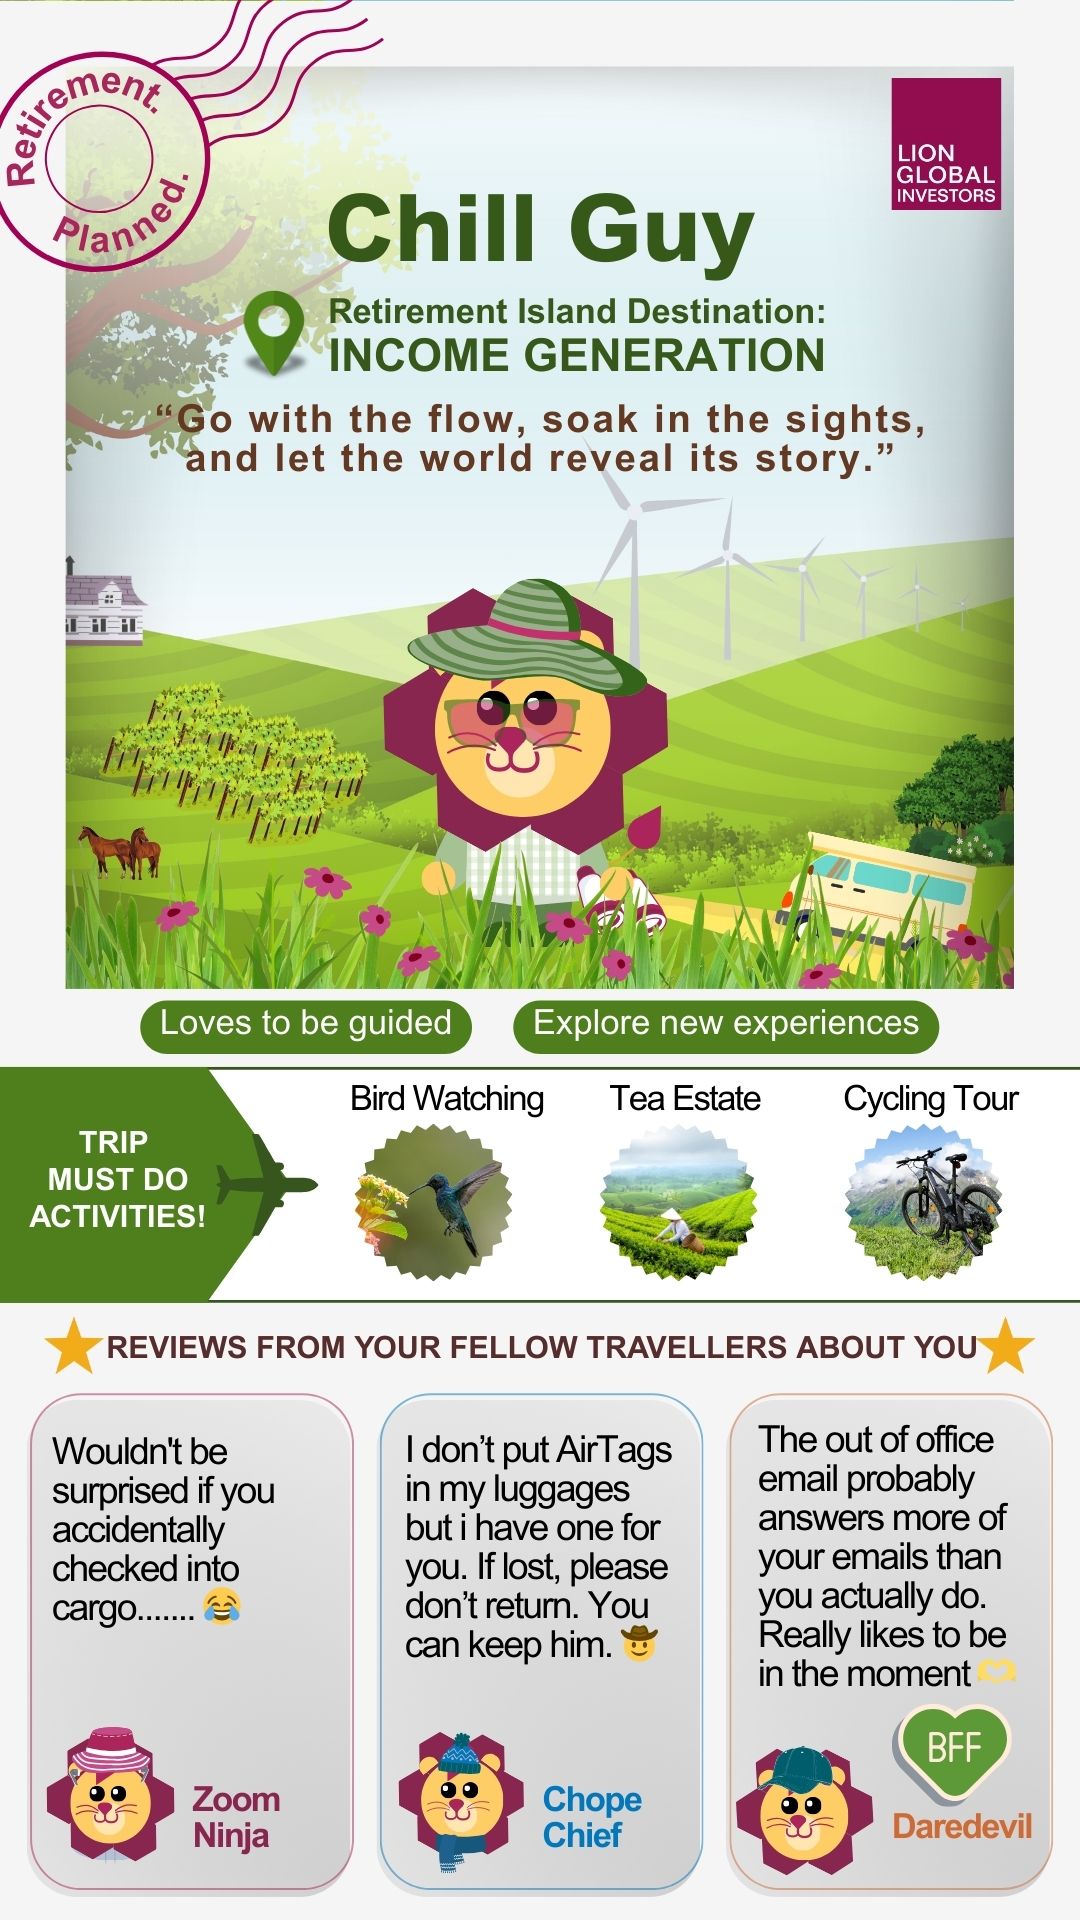 Retirement.
Planned.
LION
GLOBAL
INVESTORS
Chill Guy
Retirement Island Destination:
INCOME GENERATION
“Go with the flow, soak in the sights,
and let the world reveal its story.”
Loves to be guided
Explore new experiences
TRIP
MUST DO
ACTIVITIES!
Bird Watching
Tea Estate
Cycling Tour
REVIEWS FROM YOUR FELLOW TRAVELLERS ABOUT YOU
Wouldn't be
surprised if you
accidentally
checked into
cargo....... 😂
Zoom
Ninja
I don’t put AirTags
in my luggages
but i have one for
you. If lost, please
don’t return. You
can keep him. 🤠
Chope
Chief
The out of office
email probably
answers more of
your emails than
you actually do.
Really likes to be
in the moment 🫶
BFF
Daredevil